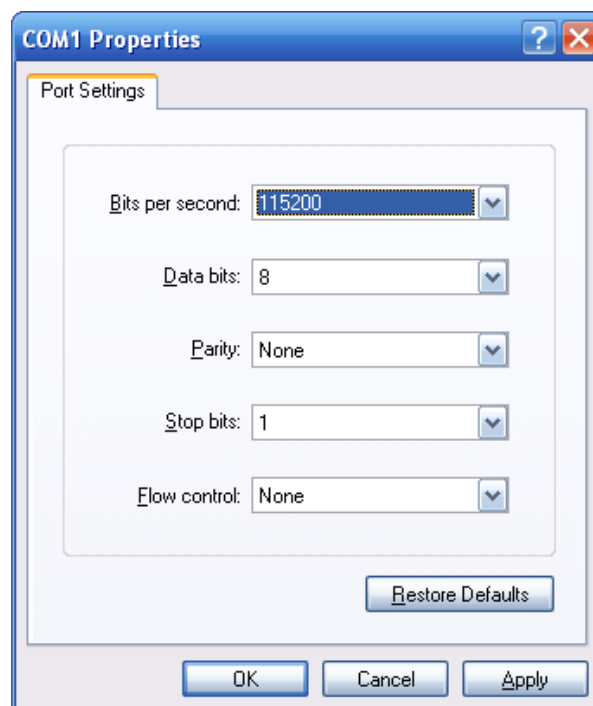 COM1 Properties
Port Settings
Bits per second: 115200
Data bits: 8
Parity: None
Stop bits: 1
Flow control: None
Restore Defaults
OK Cancel Apply